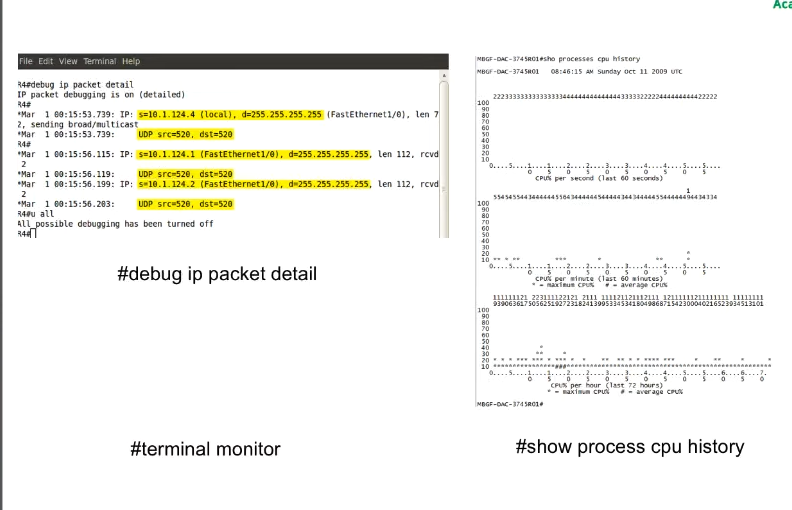 Aca
File Edit View Terminal Help
R4#debug ip packet detail
IP packet debugging is on (detailed)
R4#
*Mar 1 00:15:53.739: IP: s=10.1.124.4 (local), d=255.255.255.255 (FastEthernet1/0), len 7
2, sending broad/multicast
*Mar 1 00:15:53.739: UDP src=520, dst=520
R4#
*Mar 1 00:15:56.115: IP: s=10.1.124.1 (FastEthernet1/0), d=255.255.255.255, len 112, rcvd
2
*Mar 1 00:15:56.119: UDP src=520, dst=520
*Mar 1 00:15:56.199: IP: s=10.1.124.2 (FastEthernet1/0), d=255.255.255.255, len 112, rcvd
2
*Mar 1 00:15:56.203: UDP src=520, dst=520
R4#u all
All possible debugging has been turned off
R4#
#debug ip packet detail
#terminal monitor
MBGF-DAC-3745R01#sho processes cpu history
MBGF-DAC-3745R01 08:46:15 AM Sunday Oct 11 2009 UTC
100
90
80
70
60
50
40
30
20
10
0....5....1....1....2....2....3....3....4....4....5....5....
0 5 0 5 0 5 0 5 0 5
CPU% per second (last 60 seconds)
1
100
90
80
70
60
50
40
30
20
10 ** * ** *** * ** *
0....5....1....1....2....2....3....3....4....4....5....5....
0 5 0 5 0 5 0 5 0 5
CPU% per minute (last 60 minutes)
* = maximum CPU% # = average CPU%
100
90
80
70
60
50
40
30
20
10
0....5....1....1....2....2....3....3....4....4....5....5....6....6....7.
0 5 0 5 0 5 0 5 0 5 0 5 0
CPU% per hour (last 72 hours)
* = maximum CPU% # = average CPU%
MBGF-DAC-3745R01#
#show process cpu history